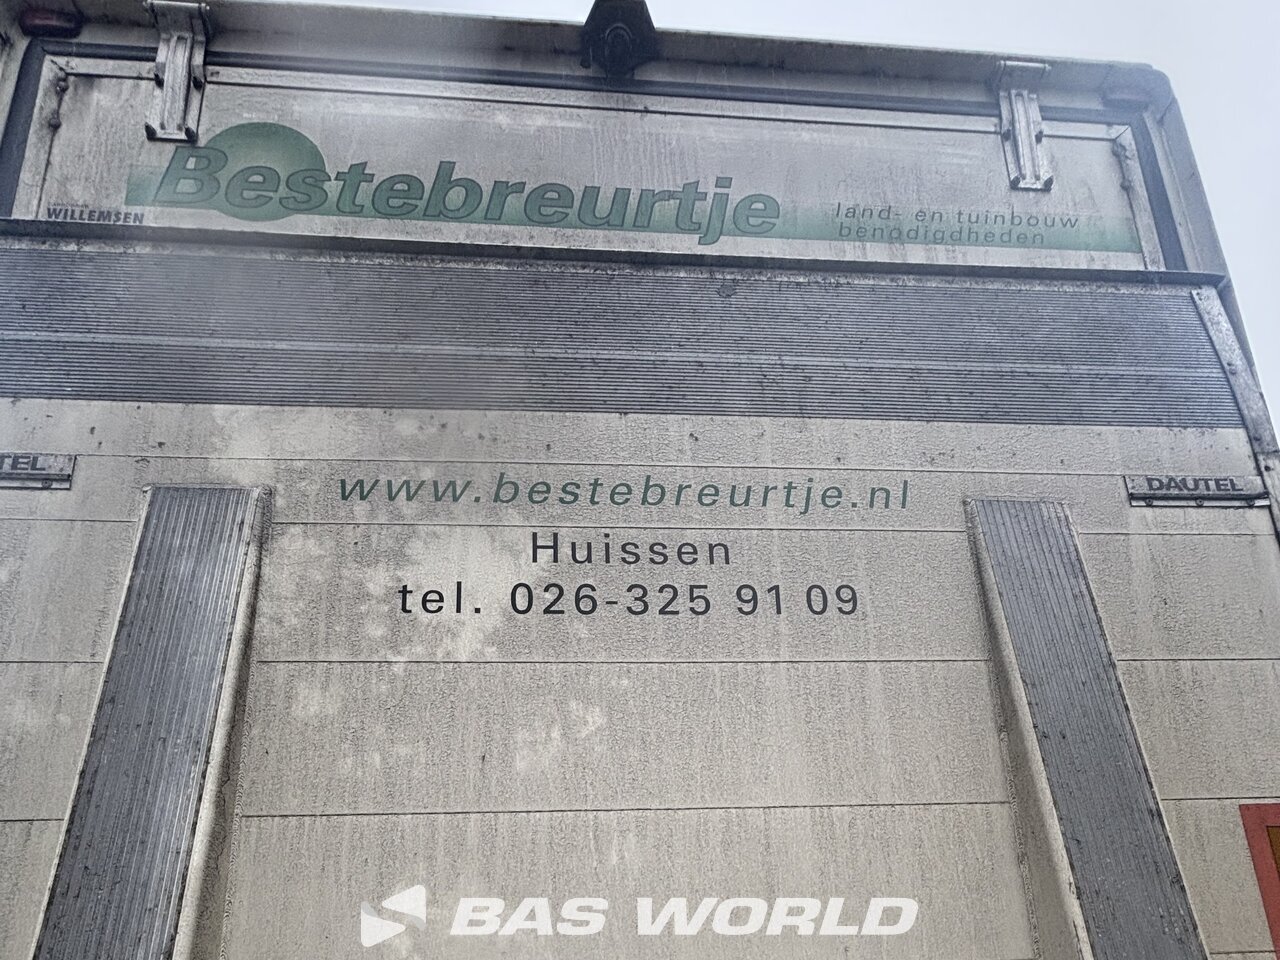 Bestebreurtje
land- en tuinbouw
benodigdheden
WILLEMSEN
TEL
DAUTEL
www.bestebreurtje.nl
Huissen
tel. 026-325 91 09
BAS WORLD